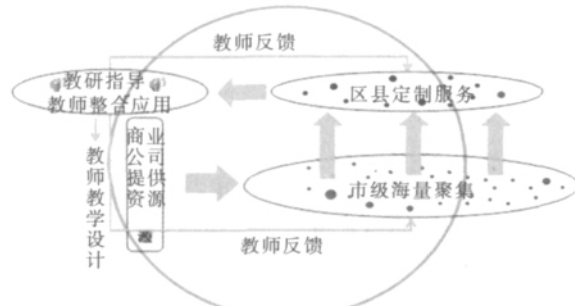 教师反馈
教研指导
教师整合应用
区县定制服务
商业
公司
提供
资源
教师教学设计
市级海量聚集
教师反馈